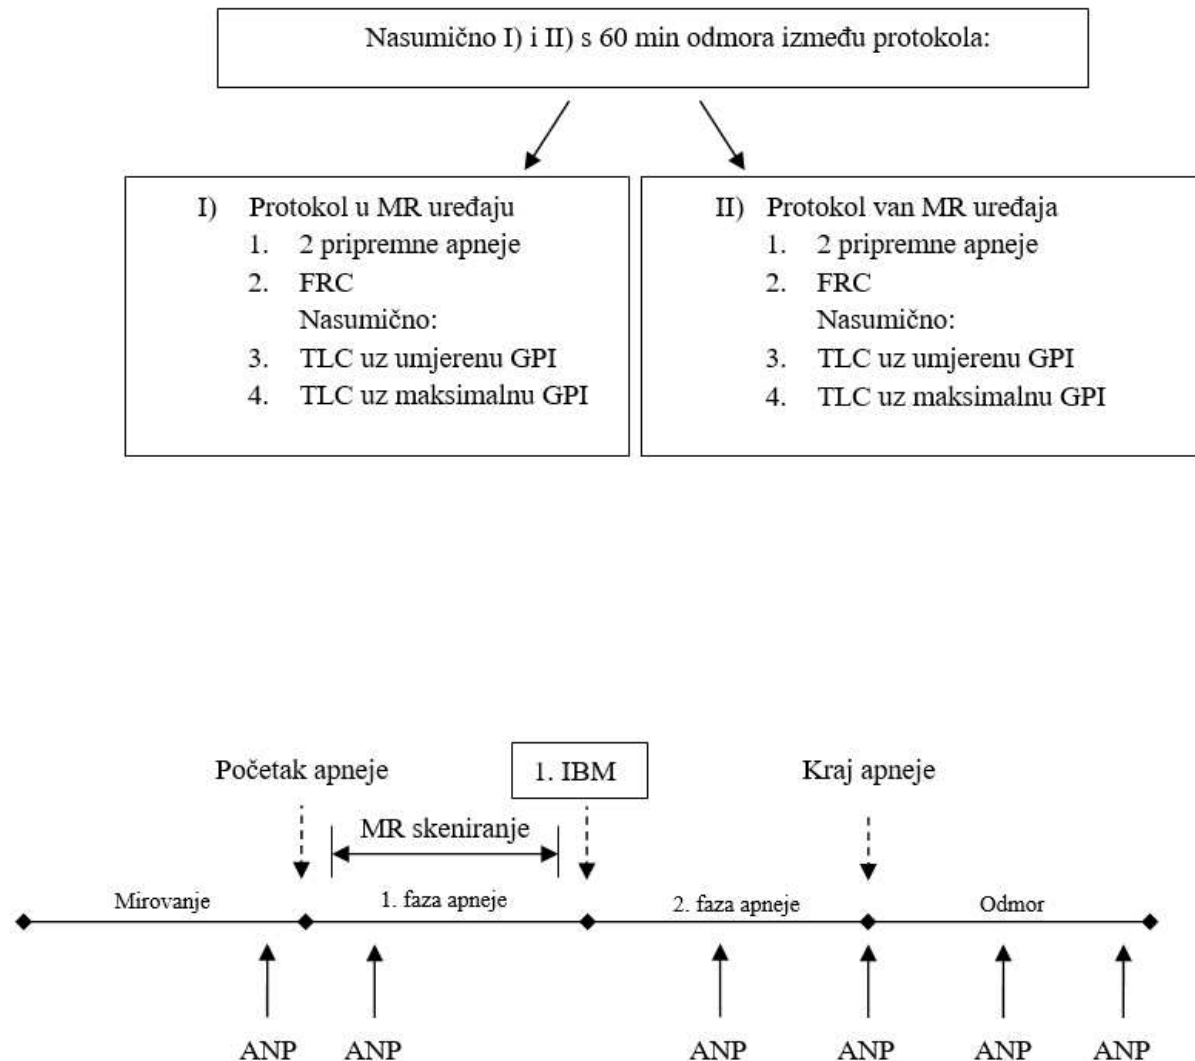 Nasumično I) i II) s 60 min odmora između protokola:
I) Protokol u MR uređaju
1. 2 pripremne apneje
2. FRC
Nasumično:
3. TLC uz umjerenu GPI
4. TLC uz maksimalnu GPI
II) Protokol van MR uređaja
1. 2 pripremne apneje
2. FRC
Nasumično:
3. TLC uz umjerenu GPI
4. TLC uz maksimalnu GPI
Početak apneje
1. IBM
Kraj apneje
MR skeniranje
Mirovanje
1. faza apneje
2. faza apneje
Odmor
ANP
ANP
ANP
ANP
ANP
ANP